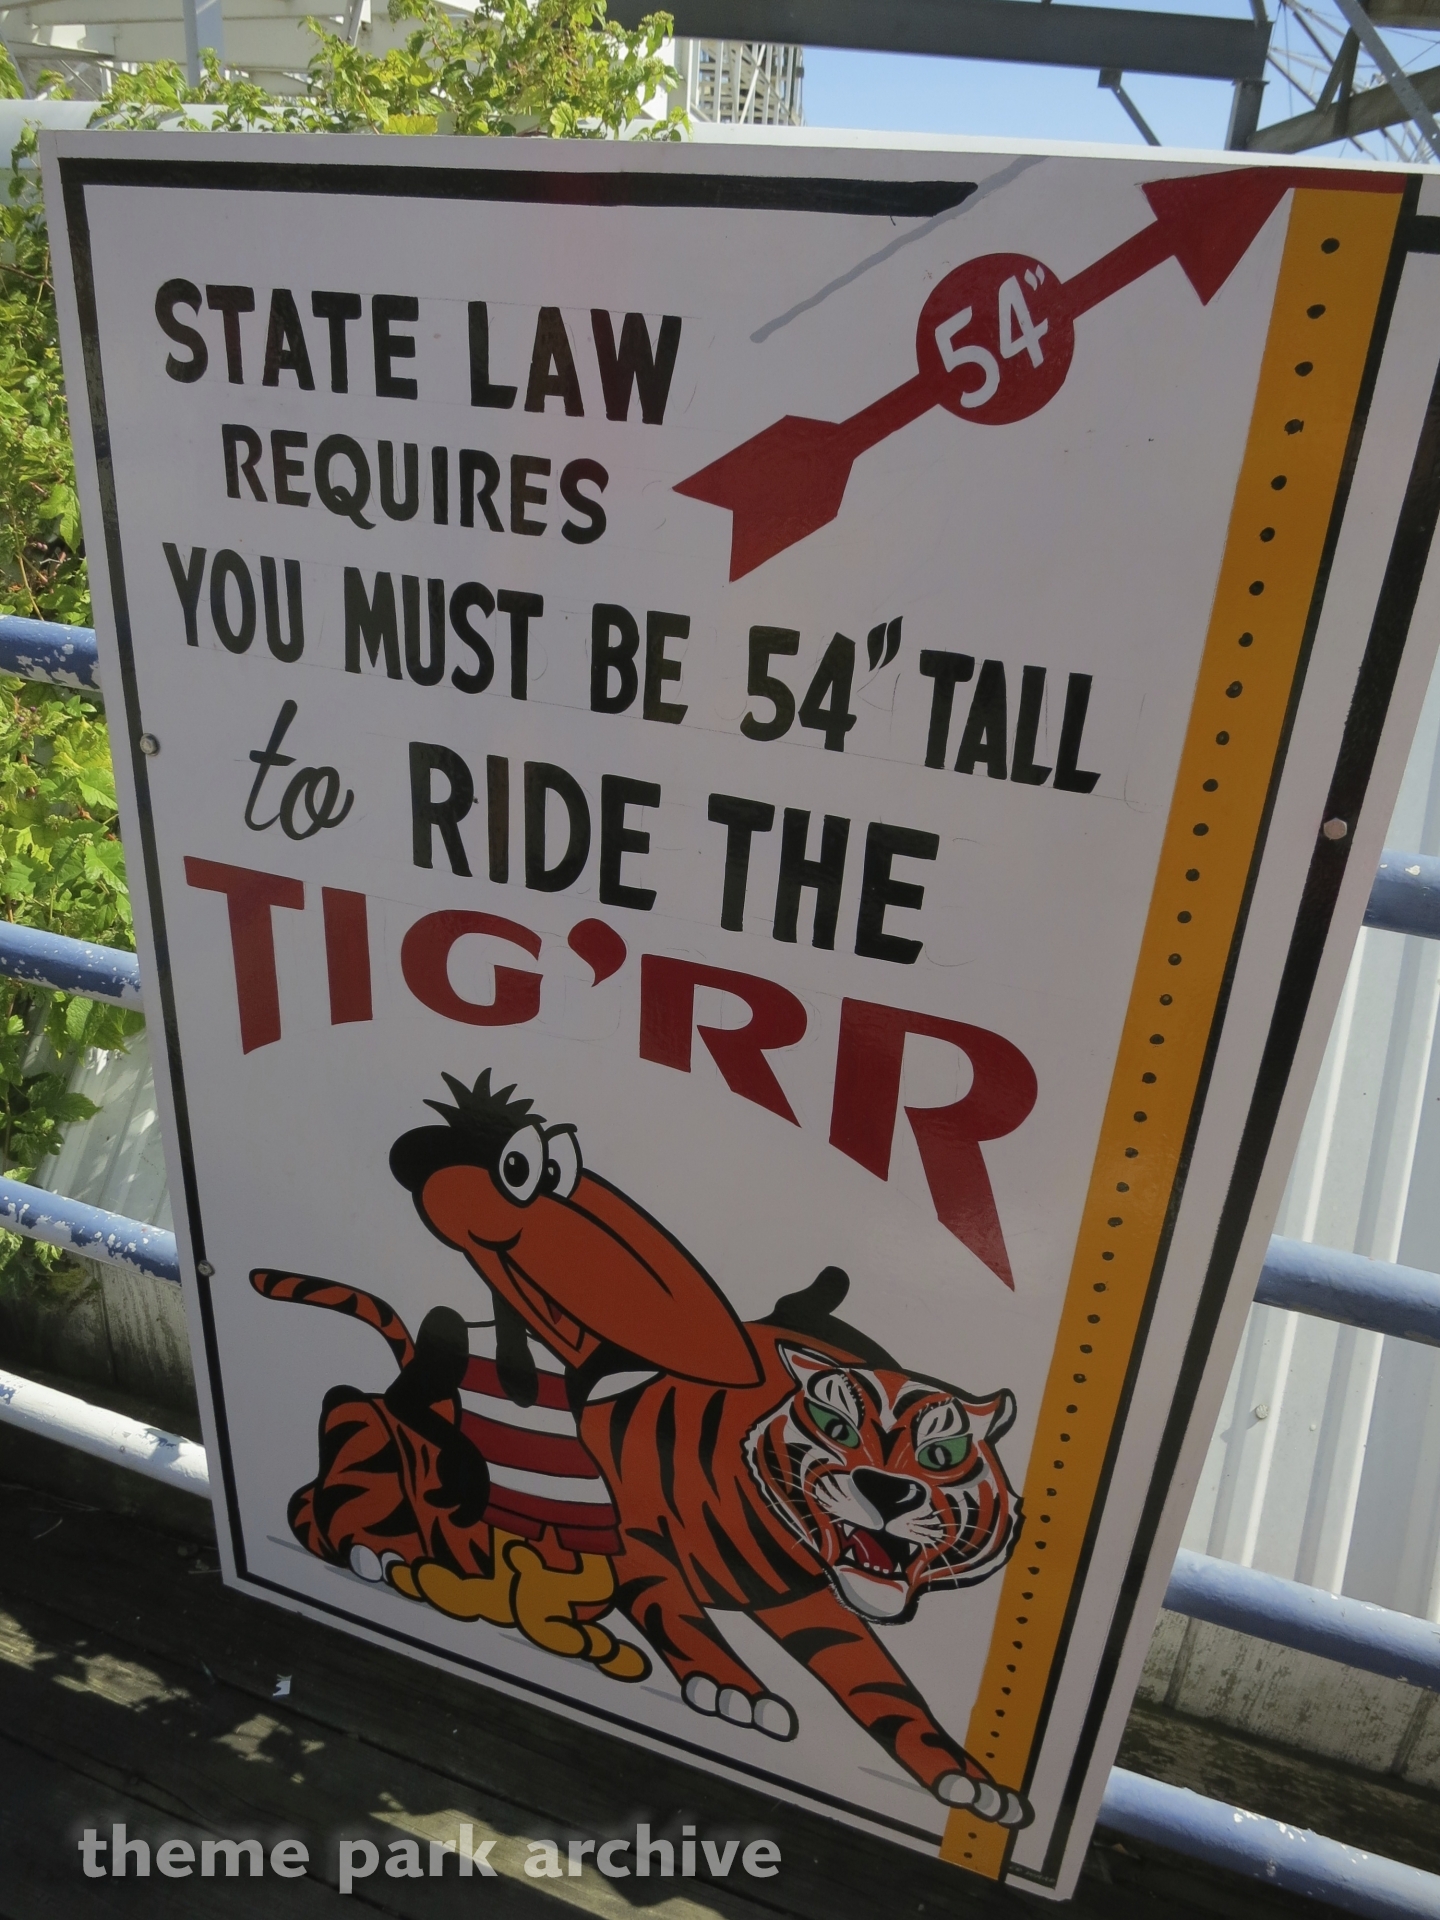 54"
STATE LAW
REQUIRES
YOU MUST BE 54" TALL
to RIDE THE
TIG'RR
theme park archive